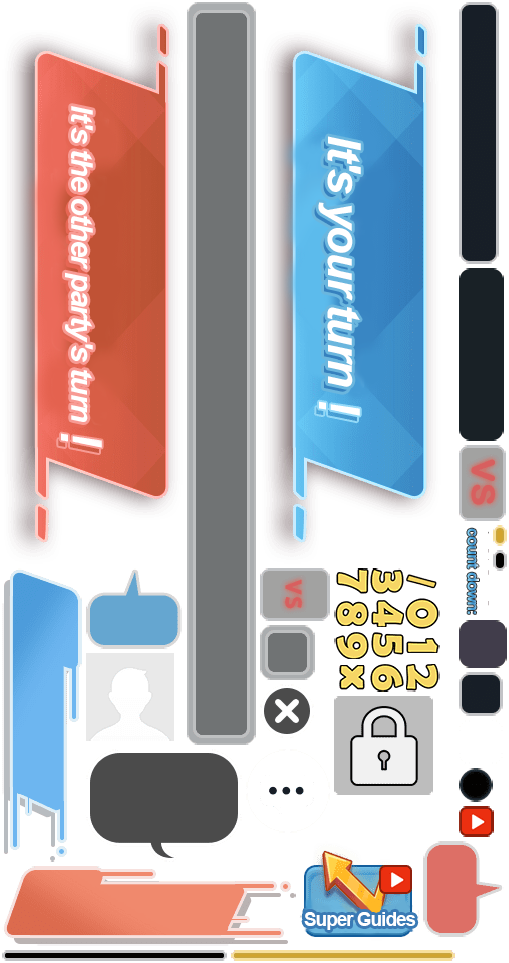 It's the other party's turn !
It's your turn !
VS
count down:
VS
/012
3456
789x
Super Guides